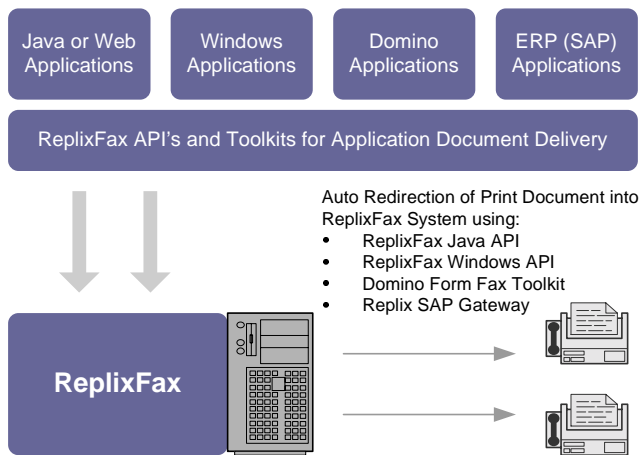 Java or Web
Applications
Windows
Applications
Domino
Applications
ERP (SAP)
Applications
ReplixFax API's and Toolkits for Application Document Delivery
Auto Redirection of Print Document into
ReplixFax System using:
• ReplixFax Java API
• ReplixFax Windows API
• Domino Form Fax Toolkit
• Replix SAP Gateway
ReplixFax